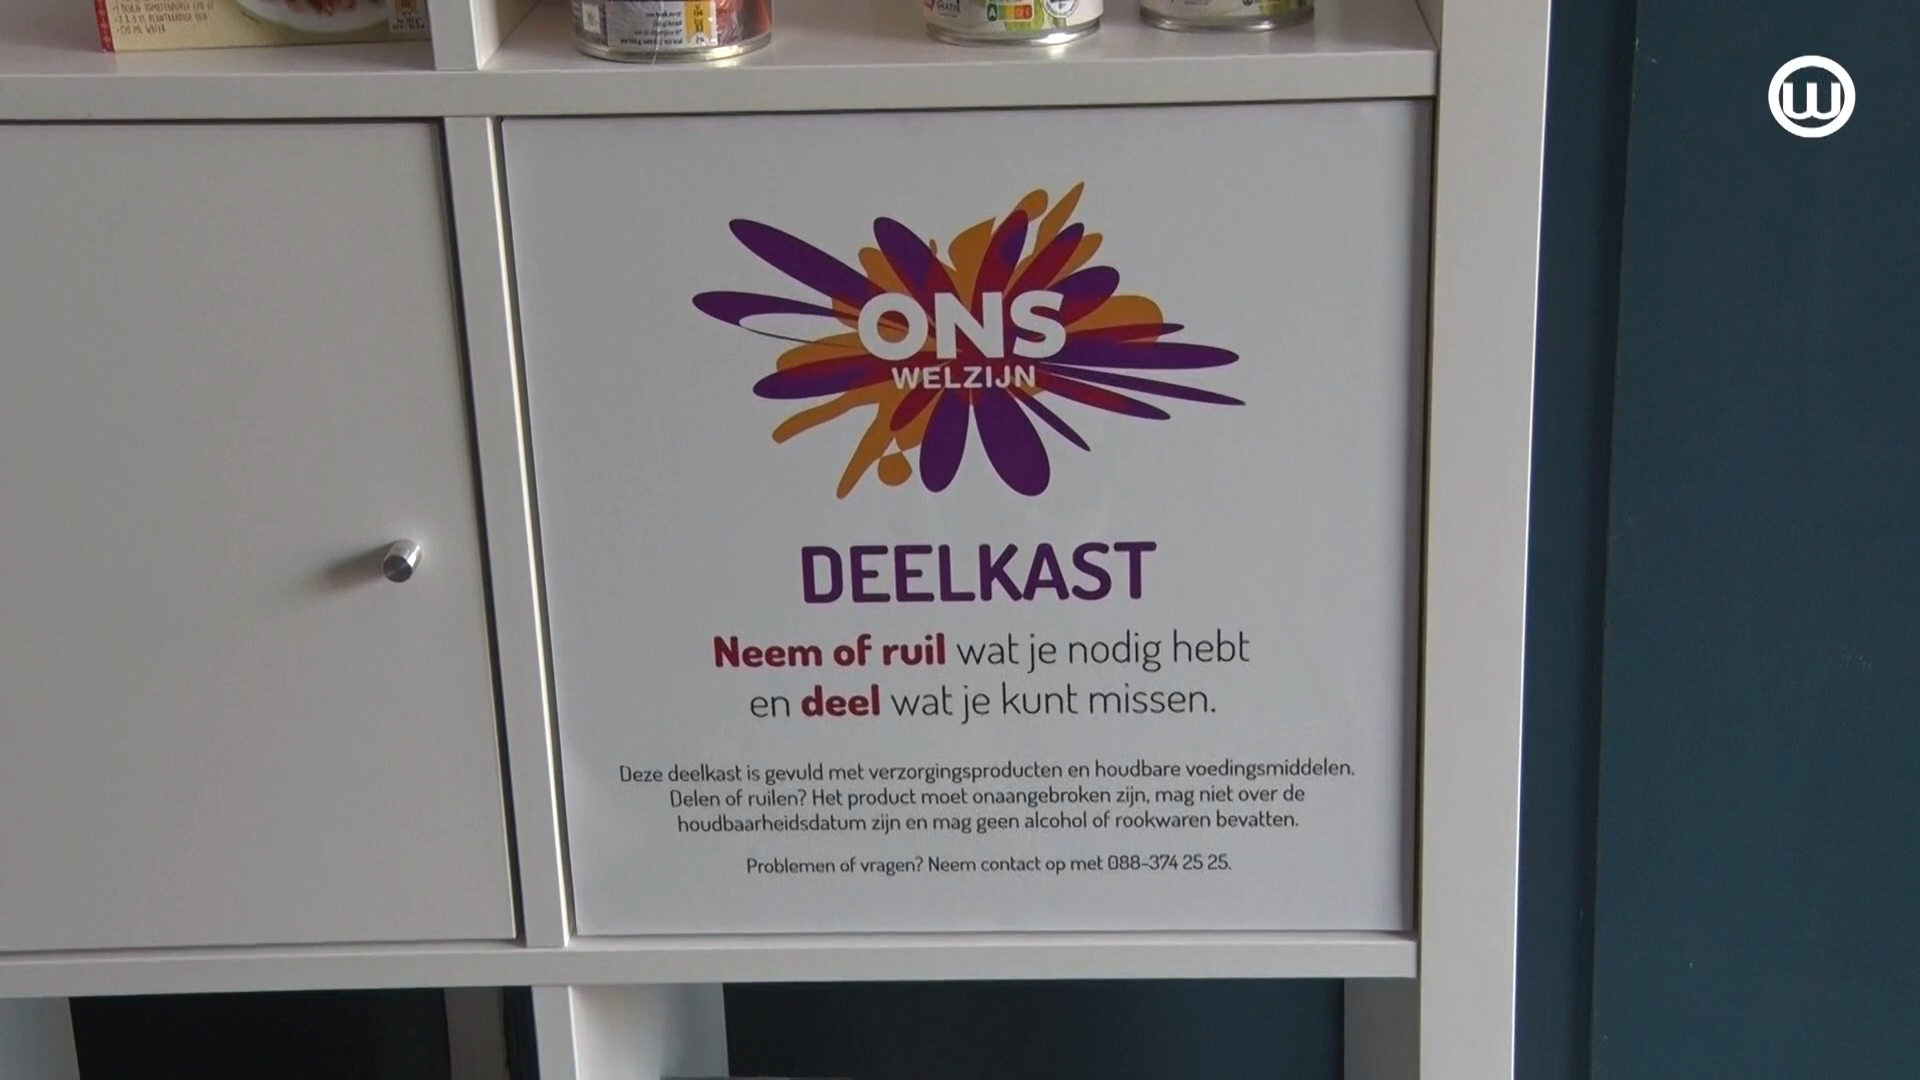 150 ML WATER
ONS
WELZIJN
DEELKAST
Neem of ruil wat je nodig hebt
en deel wat je kunt missen.
Deze deelkast is gevuld met verzorgingsproducten en houdbare voedingsmiddelen.
Delen of ruilen? Het product moet onaangebroken zijn, mag niet over de
houdbaarheidsdatum zijn en mag geen alcohol of rookwaren bevatten.
Problemen of vragen? Neem contact op met 088-374 25 25.